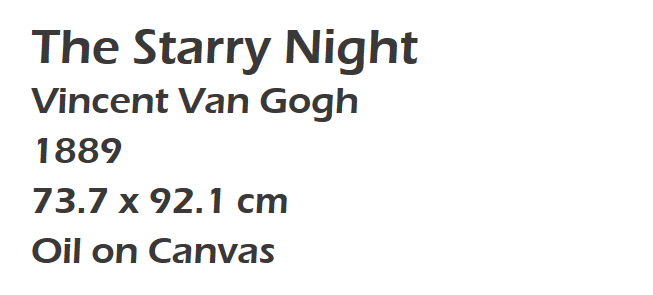 The Starry Night
Vincent Van Gogh
1889
73.7 x 92.1 cm
Oil on Canvas